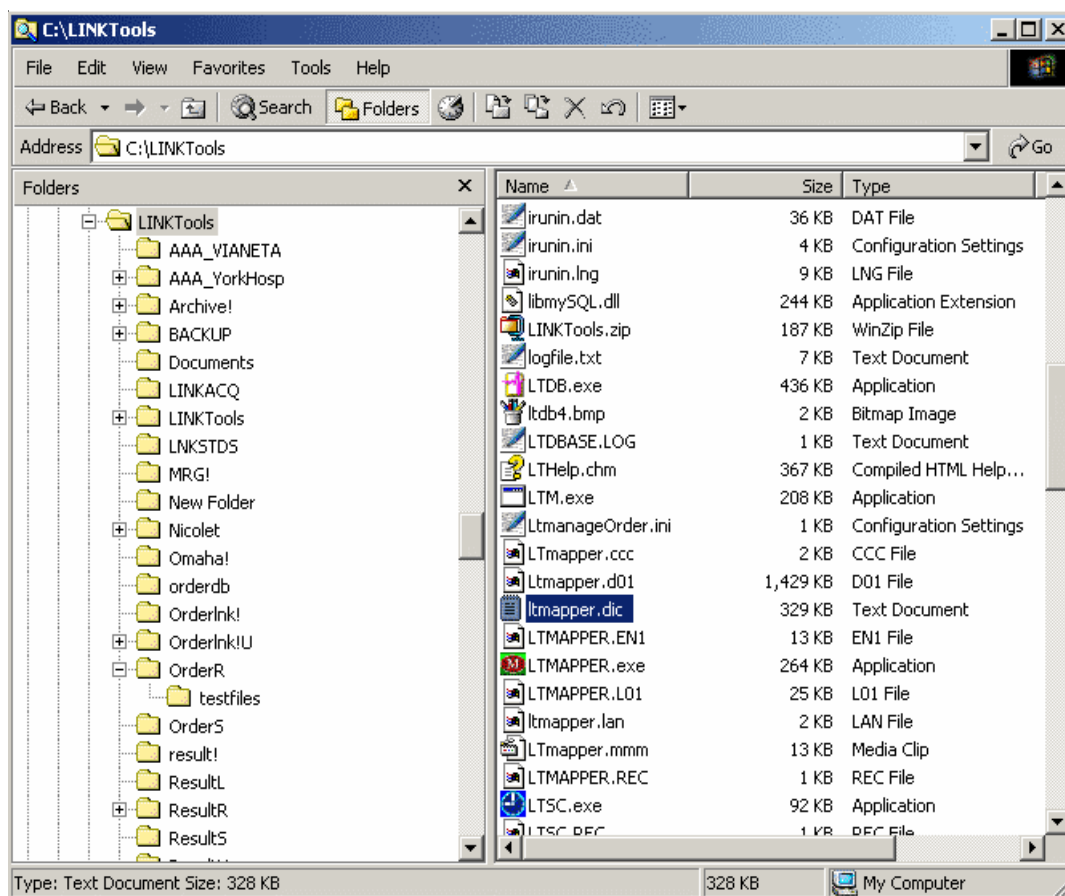 C:\LINKTools
File Edit View Favorites Tools Help
Back Search Folders
Address C:\LINKTools Go
Folders
LINKTools
AAA_VIANETA
AAA_YorkHosp
Archive!
BACKUP
Documents
LINKACQ
LINKTools
LNKSTDS
MRG!
New Folder
Nicolet
Omaha!
orderdb
Orderlnk!
Orderlnk!U
OrderR
testfiles
OrderS
result!
ResultL
ResultR
ResultS
Name Size Type
irunin.dat 36 KB DAT File
irunin.ini 4 KB Configuration Settings
irunin.lng 9 KB LNG File
libmySQL.dll 244 KB Application Extension
LINKTools.zip 187 KB WinZip File
logfile.txt 7 KB Text Document
LTDB.exe 436 KB Application
ltdb4.bmp 2 KB Bitmap Image
LTDBASE.LOG 1 KB Text Document
LTHelp.chm 367 KB Compiled HTML Help...
LTM.exe 208 KB Application
LtmanageOrder.ini 1 KB Configuration Settings
LTmapper.ccc 2 KB CCC File
Ltmapper.d01 1,429 KB D01 File
ltmapper.dic 329 KB Text Document
LTMAPPER.EN1 13 KB EN1 File
LTMAPPER.exe 264 KB Application
LTMAPPER.L01 25 KB L01 File
ltmapper.lan 2 KB LAN File
LTmapper.mmm 13 KB Media Clip
LTMAPPER.REC 1 KB REC File
LTSC.exe 92 KB Application
LTSC.REC 1 KB REC File
Type: Text Document Size: 328 KB 328 KB My Computer